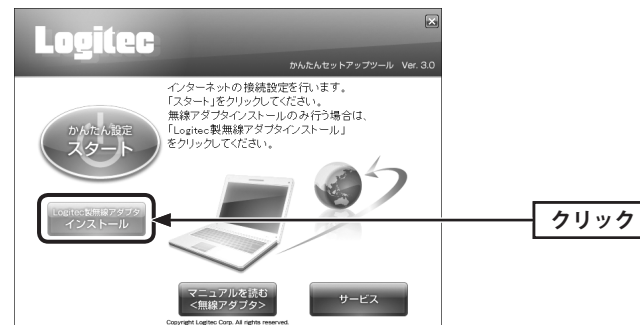 Logitec
かんたんセットアップツール Ver. 3.0
インターネットの接続設定を行います。
「スタート」をクリックしてください。
無線アダプタインストールのみ行う場合は、
「Logitec製無線アダプタインストール」
をクリックしてください。
かんたん設定
スタート
Logitec製無線アダプタ
インストール
クリック
マニュアルを読む
<無線アダプタ>
サービス
Copyright Logitec Corp. All rights reserved.